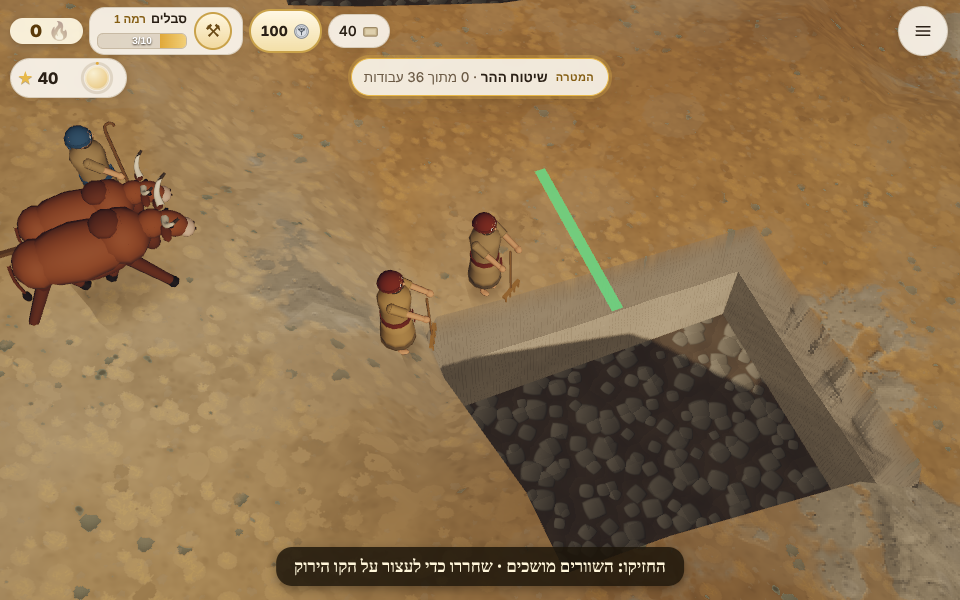 0
סבלים רמה 1
3/10
100
40
40
המטרה שיטוח ההר · 0 מתוך 36 עבודות
החזיקו: השוורים מושכים · שחררו כדי לעצור על הקו הירוק